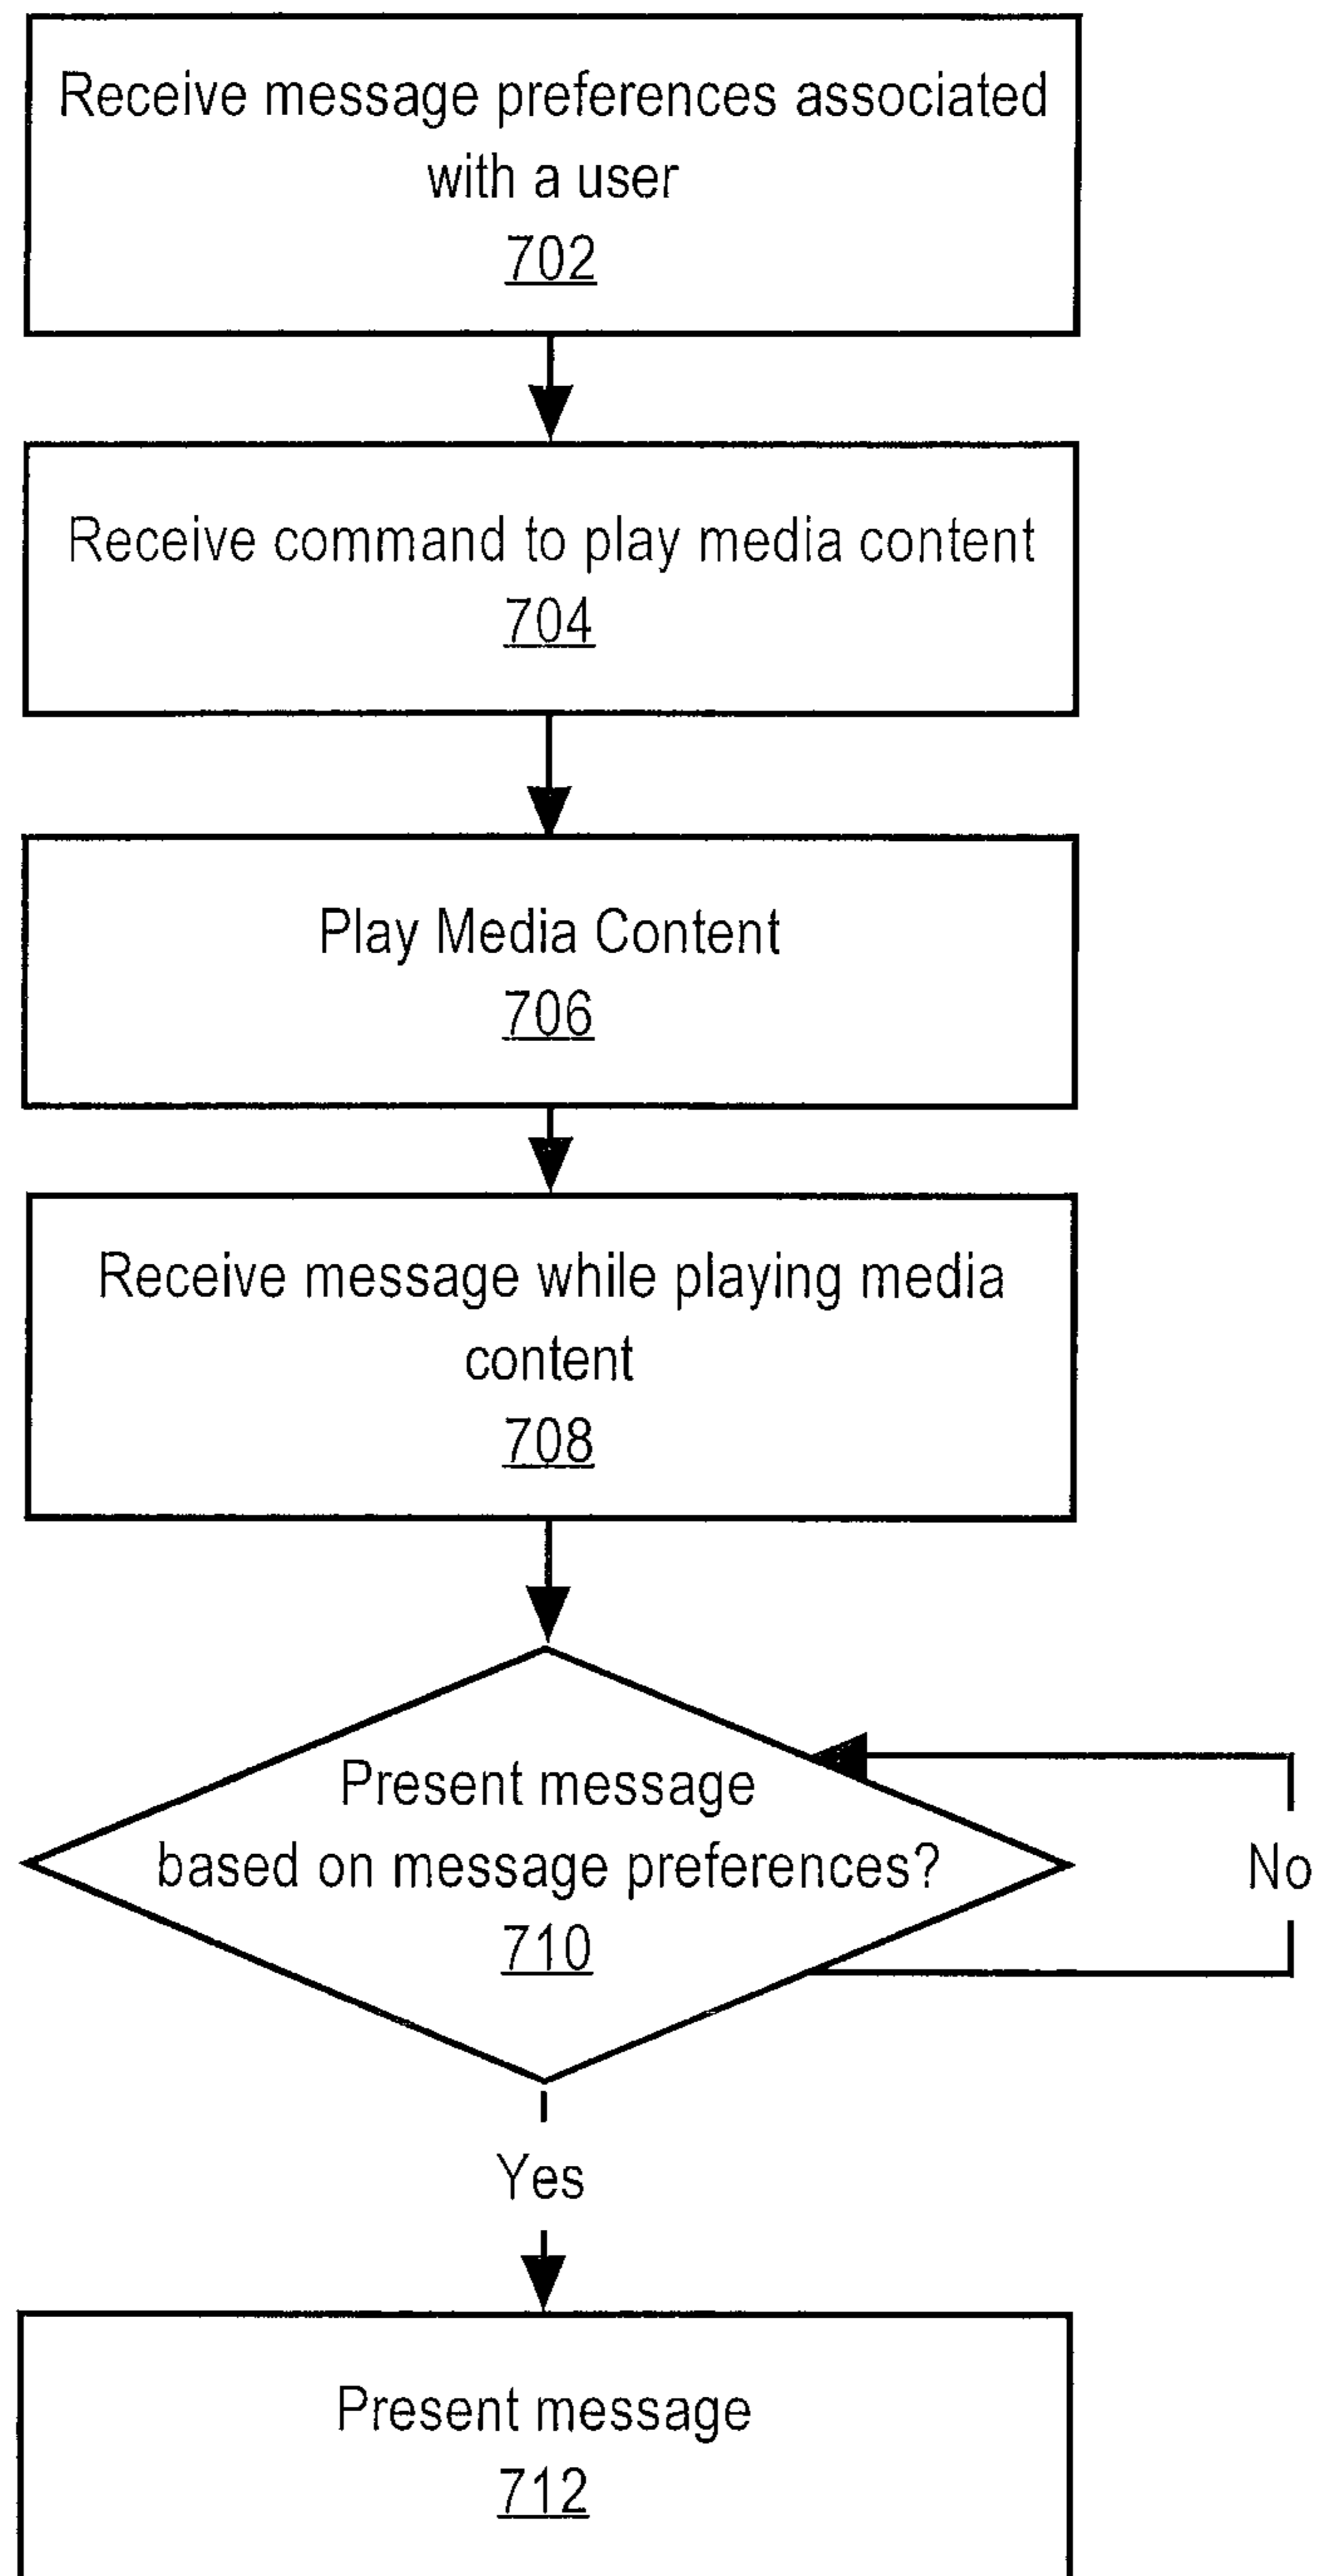 Receive message preferences associated
with a user
702
Receive command to play media content
704
Play Media Content
706
Receive message while playing media
content
708
Present message
based on message preferences?
710
No
Yes
Present message
712